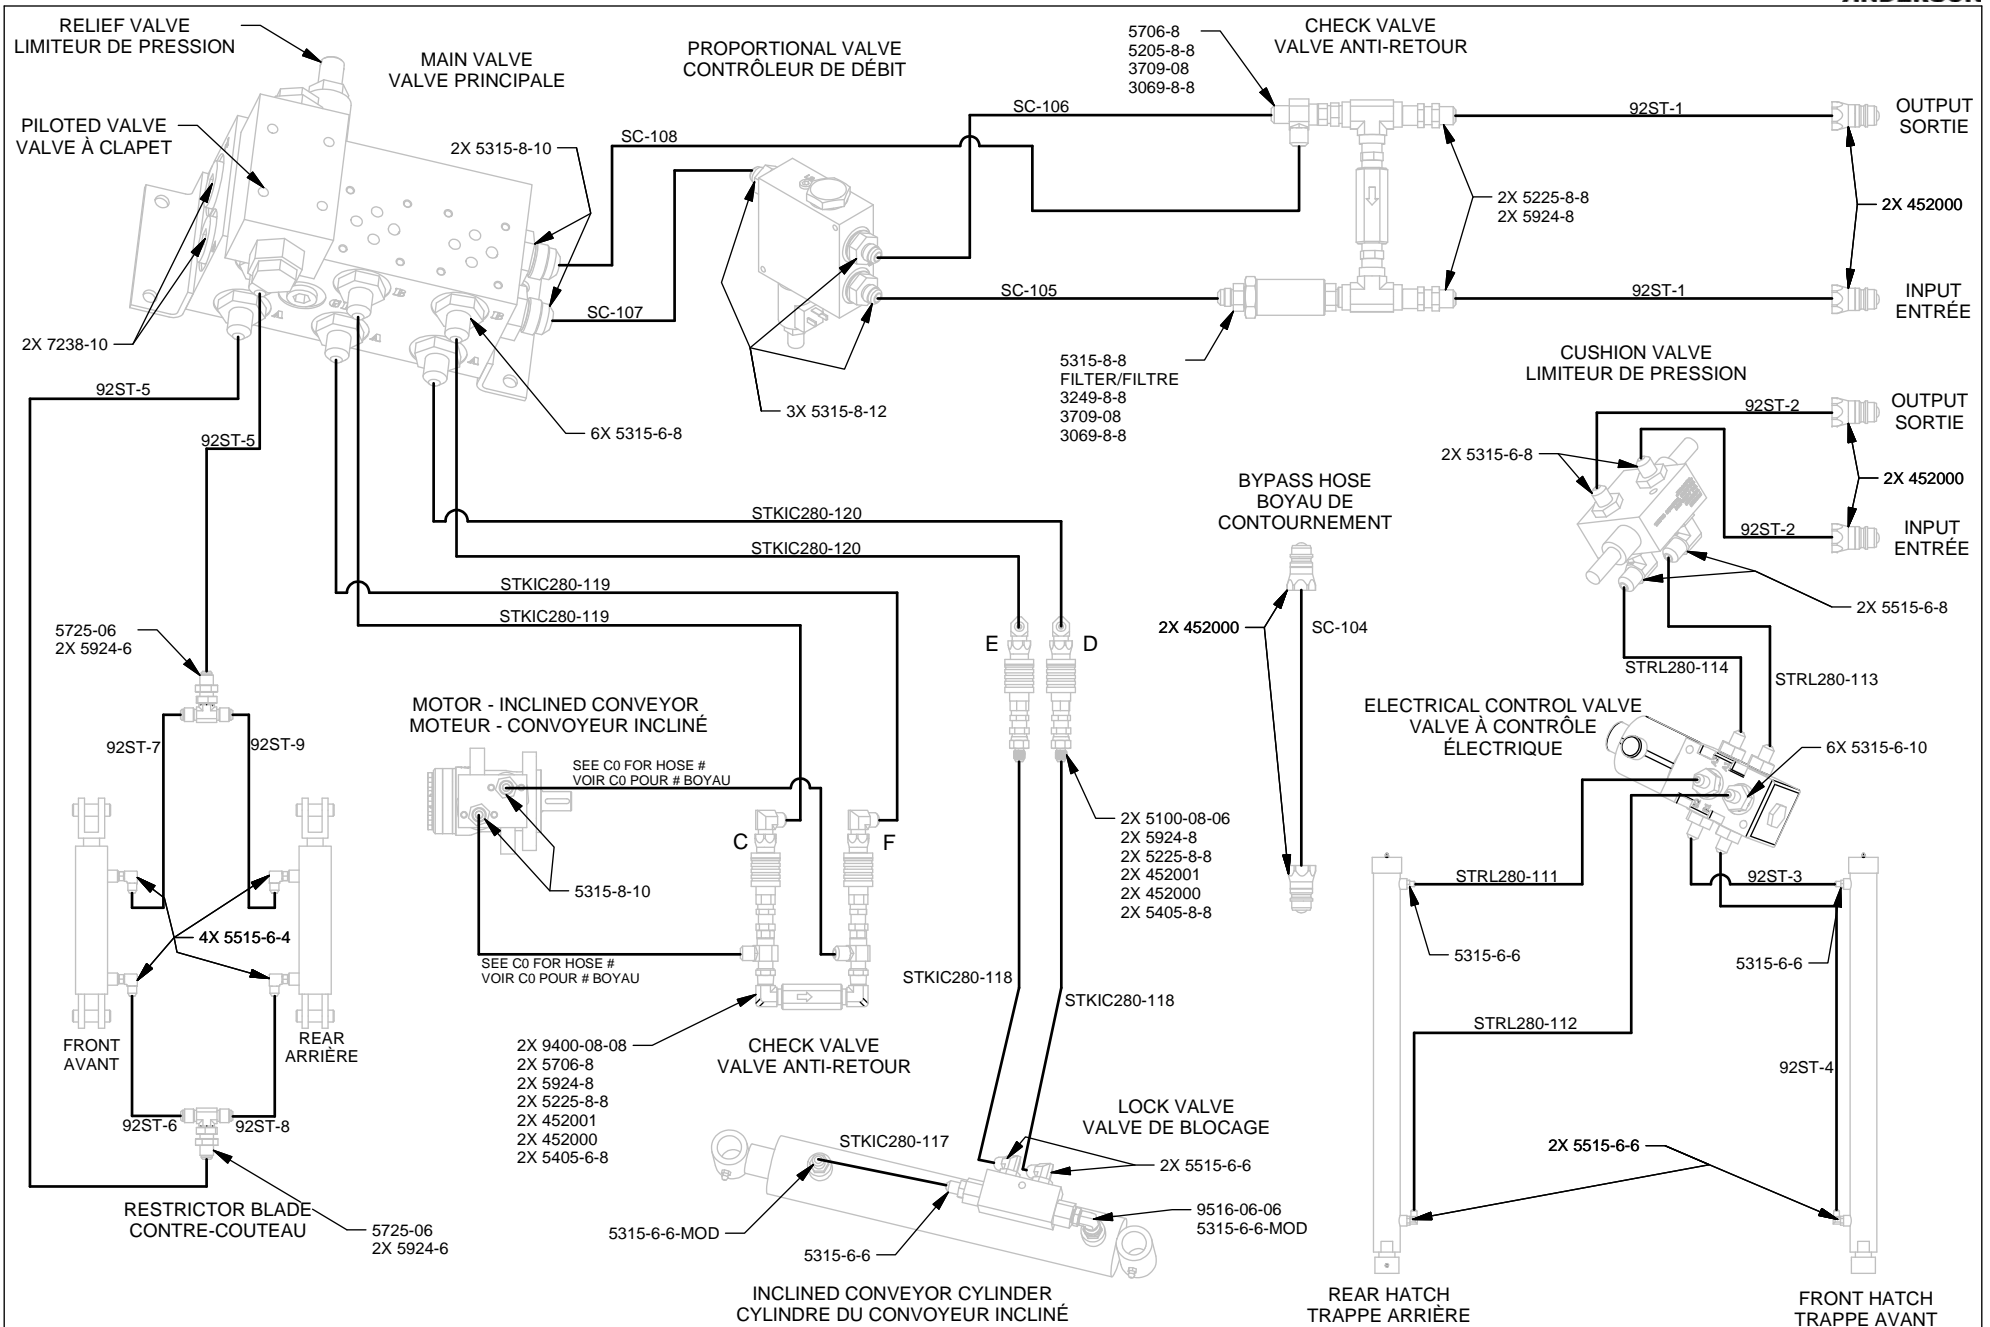 RELIEF VALVE
LIMITEUR DE PRESSION
MAIN VALVE
VALVE PRINCIPALE
PROPORTIONAL VALVE
CONTRÔLEUR DE DÉBIT
5706-8
5205-8-8
3709-08
3069-8-8
CHECK VALVE
VALVE ANTI-RETOUR
PILOTED VALVE
VALVE À CLAPET
2X 5315-8-10
SC-108
SC-106
92ST-1
OUTPUT
SORTIE
2X 5225-8-8
2X 5924-8
2X 452000
SC-107
SC-105
92ST-1
INPUT
ENTRÉE
2X 7238-10
92ST-5
92ST-5
6X 5315-6-8
3X 5315-8-12
5315-8-8
FILTER/FILTRE
3249-8-8
3709-08
3069-8-8
CUSHION VALVE
LIMITEUR DE PRESSION
92ST-2
OUTPUT
SORTIE
2X 5315-6-8
2X 452000
92ST-2
INPUT
ENTRÉE
2X 5515-6-8
BYPASS HOSE
BOYAU DE
CONTOURNEMENT
2X 452000
SC-104
STKIC280-120
STKIC280-120
STKIC280-119
STKIC280-119
E
D
5725-06
2X 5924-6
92ST-7
92ST-9
MOTOR - INCLINED CONVEYOR
MOTEUR - CONVOYEUR INCLINÉ
SEE C0 FOR HOSE #
VOIR C0 POUR # BOYAU
C
F
5315-8-10
SEE C0 FOR HOSE #
VOIR C0 POUR # BOYAU
2X 5100-08-06
2X 5924-8
2X 5225-8-8
2X 452001
2X 452000
2X 5405-8-8
STRL280-114
STRL280-113
ELECTRICAL CONTROL VALVE
VALVE À CONTRÔLE
ÉLECTRIQUE
6X 5315-6-10
STRL280-111
92ST-3
5315-6-6
5315-6-6
STRL280-112
92ST-4
4X 5515-6-4
FRONT
AVANT
REAR
ARRIÈRE
92ST-6
92ST-8
RESTRICTOR BLADE
CONTRE-COUTEAU
5725-06
2X 5924-6
2X 9400-08-08
2X 5706-8
2X 5924-8
2X 5225-8-8
2X 452001
2X 452000
2X 5405-6-8
CHECK VALVE
VALVE ANTI-RETOUR
STKIC280-118
STKIC280-118
LOCK VALVE
VALVE DE BLOCAGE
2X 5515-6-6
STKIC280-117
9516-06-06
5315-6-6-MOD
5315-6-6-MOD
5315-6-6
INCLINED CONVEYOR CYLINDER
CYLINDRE DU CONVOYEUR INCLINÉ
2X 5515-6-6
REAR HATCH
TRAPPE ARRIÈRE
FRONT HATCH
TRAPPE AVANT